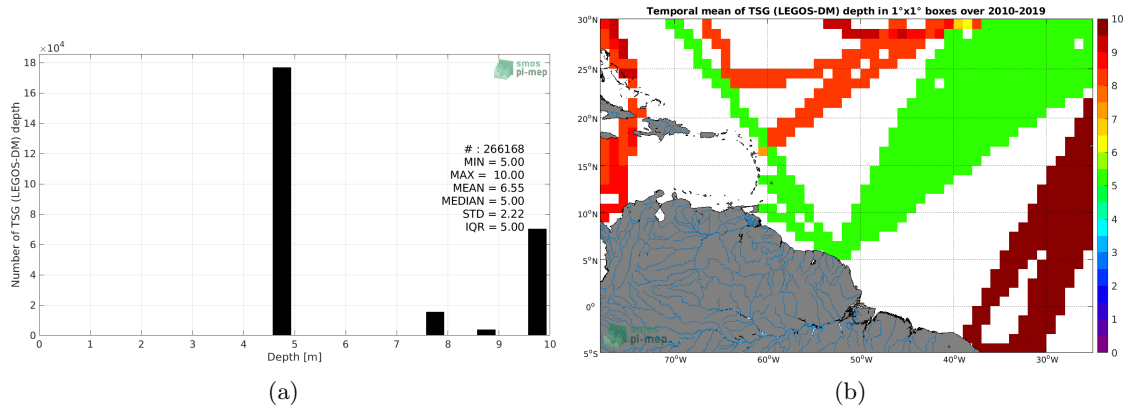 ×10⁴
18
16
14
12
10
8
6
4
2
0
Number of TSG (LEGOS-DM) depth
smos
pi-mep
# : 266168
MIN = 5.00
MAX = 10.00
MEAN = 6.55
MEDIAN = 5.00
STD = 2.22
IQR = 5.00
0 1 2 3 4 5 6 7 8 9 10
Depth [m]
(a)
Temporal mean of TSG (LEGOS-DM) depth in 1°x1° boxes over 2010-2019
30°N
25°N
20°N
15°N
10°N
5°N
0°
5°S
70°W 60°W 50°W 40°W 30°W
smos
pi-mep
10
9
8
7
6
5
4
3
2
1
0
(b)